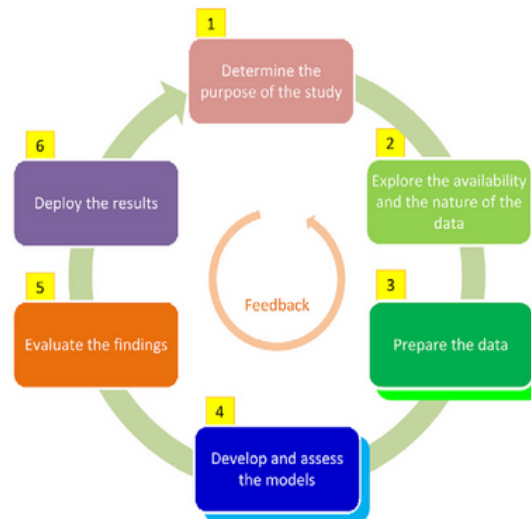 1
Determine the
purpose of the study
2
Explore the availability
and the nature of the
data
3
Prepare the data
4
Develop and assess
the models
5
Evaluate the findings
6
Deploy the results
Feedback